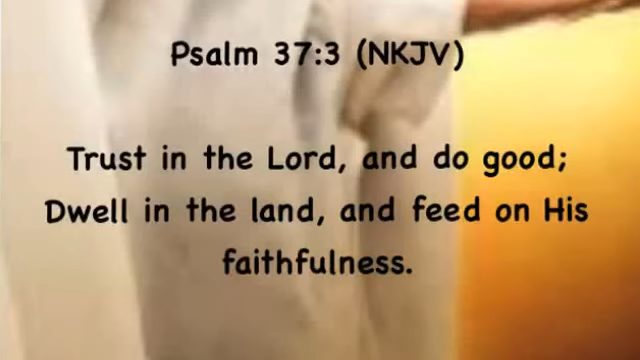 Psalm 37:3 (NKJV)
Trust in the Lord, and do good;
Dwell in the land, and feed on His
faithfulness.